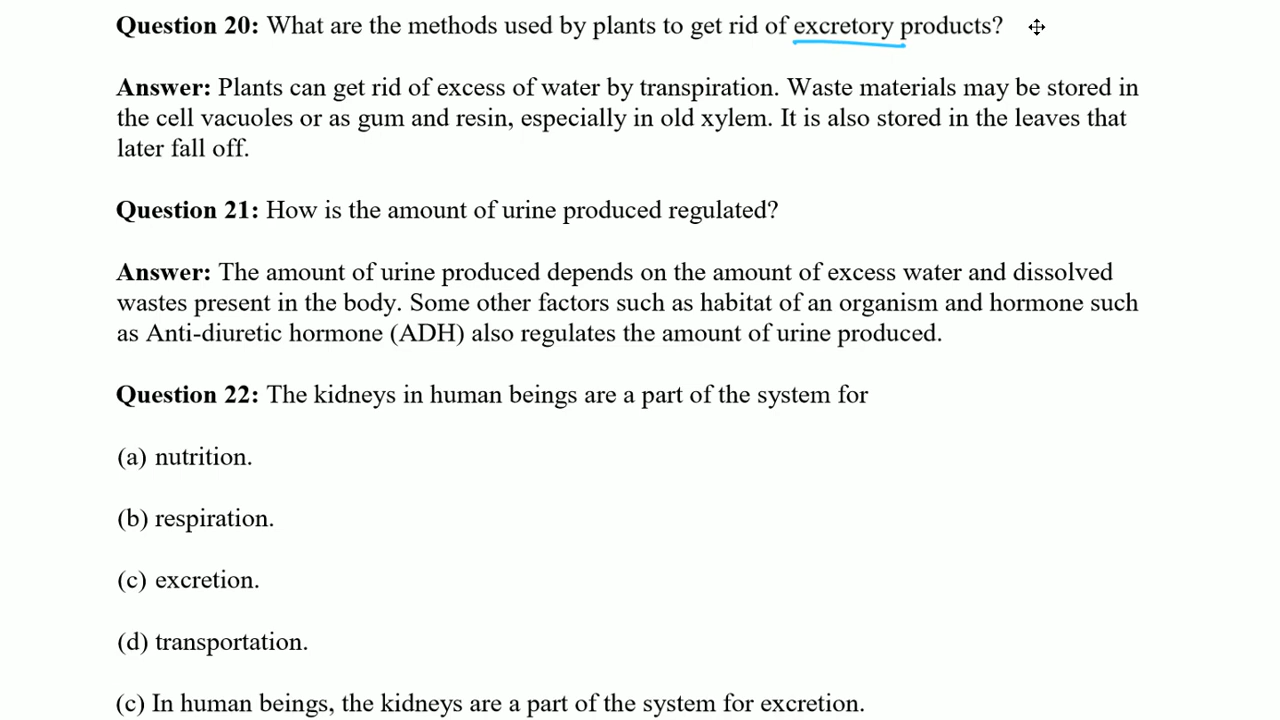 Question 20: What are the methods used by plants to get rid of excretory products?
Answer: Plants can get rid of excess of water by transpiration. Waste materials may be stored in
the cell vacuoles or as gum and resin, especially in old xylem. It is also stored in the leaves that
later fall off.
Question 21: How is the amount of urine produced regulated?
Answer: The amount of urine produced depends on the amount of excess water and dissolved
wastes present in the body. Some other factors such as habitat of an organism and hormone such
as Anti-diuretic hormone (ADH) also regulates the amount of urine produced.
Question 22: The kidneys in human beings are a part of the system for
(a) nutrition.
(b) respiration.
(c) excretion.
(d) transportation.
(c) In human beings, the kidneys are a part of the system for excretion.